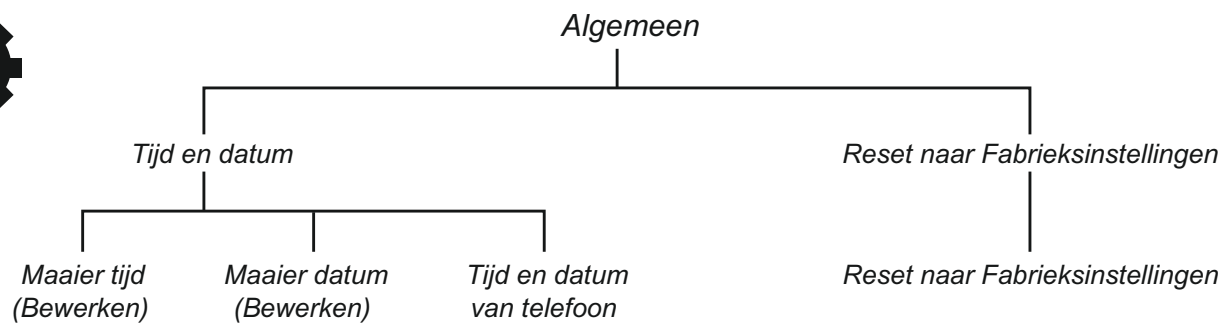 Algemeen
Tijd en datum
Reset naar Fabrieksinstellingen
Maaier tijd
(Bewerken)
Maaier datum
(Bewerken)
Tijd en datum
van telefoon
Reset naar Fabrieksinstellingen